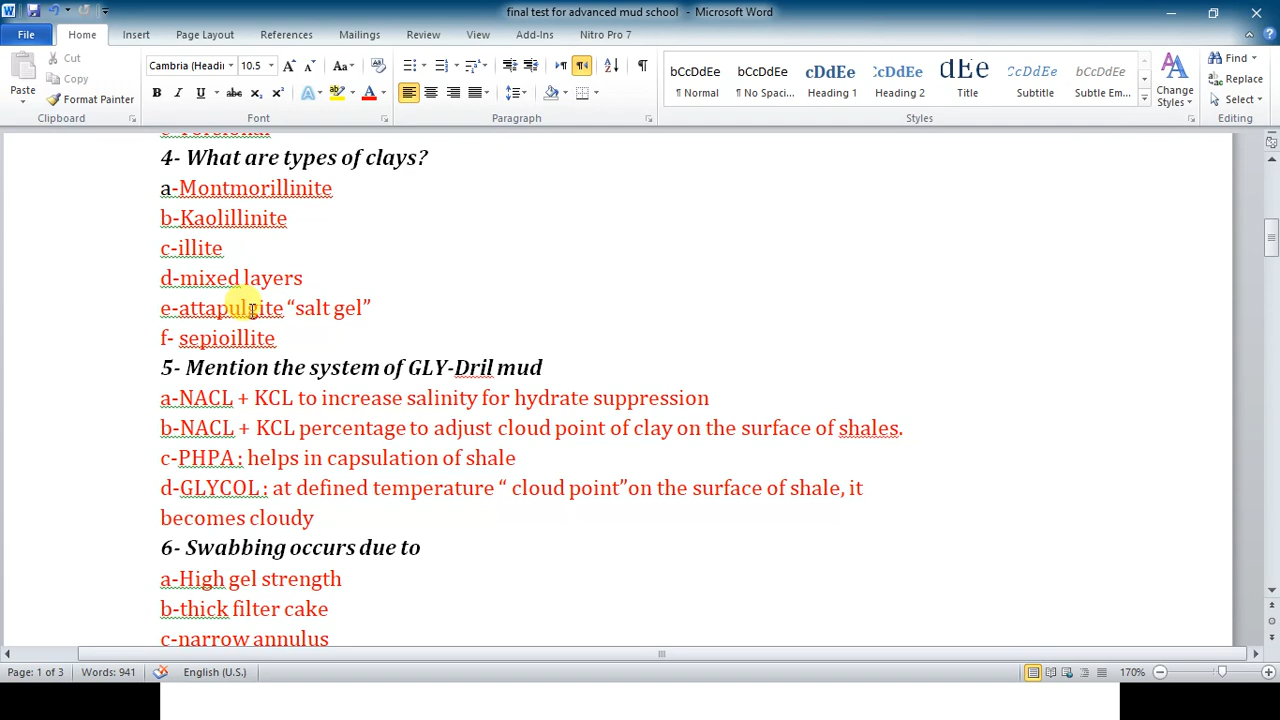 final test for advanced mud school - Microsoft Word
File Home Insert Page Layout References Mailings Review View Add-Ins Nitro Pro 7
Paste
Cut
Copy
Format Painter
Clipboard
Cambria (Headi 10.5
Font
Paragraph
AaBbCcDdEe
¶ Normal ¶ No Spaci... Heading 1 Heading 2 Title Subtitle Subtle Em...
Styles
Change Styles
Find
Replace
Select
Editing
4- What are types of clays?
a-Montmorillinite
b-Kaolillinite
c-illite
d-mixed layers
e-attapulgite “salt gel”
f- sepioillite
5- Mention the system of GLY-Dril mud
a-NACL + KCL to increase salinity for hydrate suppression
b-NACL + KCL percentage to adjust cloud point of clay on the surface of shales.
c-PHPA : helps in capsulation of shale
d-GLYCOL : at defined temperature “ cloud point”on the surface of shale, it
becomes cloudy
6- Swabbing occurs due to
a-High gel strength
b-thick filter cake
c-narrow annulus
Page: 1 of 3 Words: 941 English (U.S.) 170%